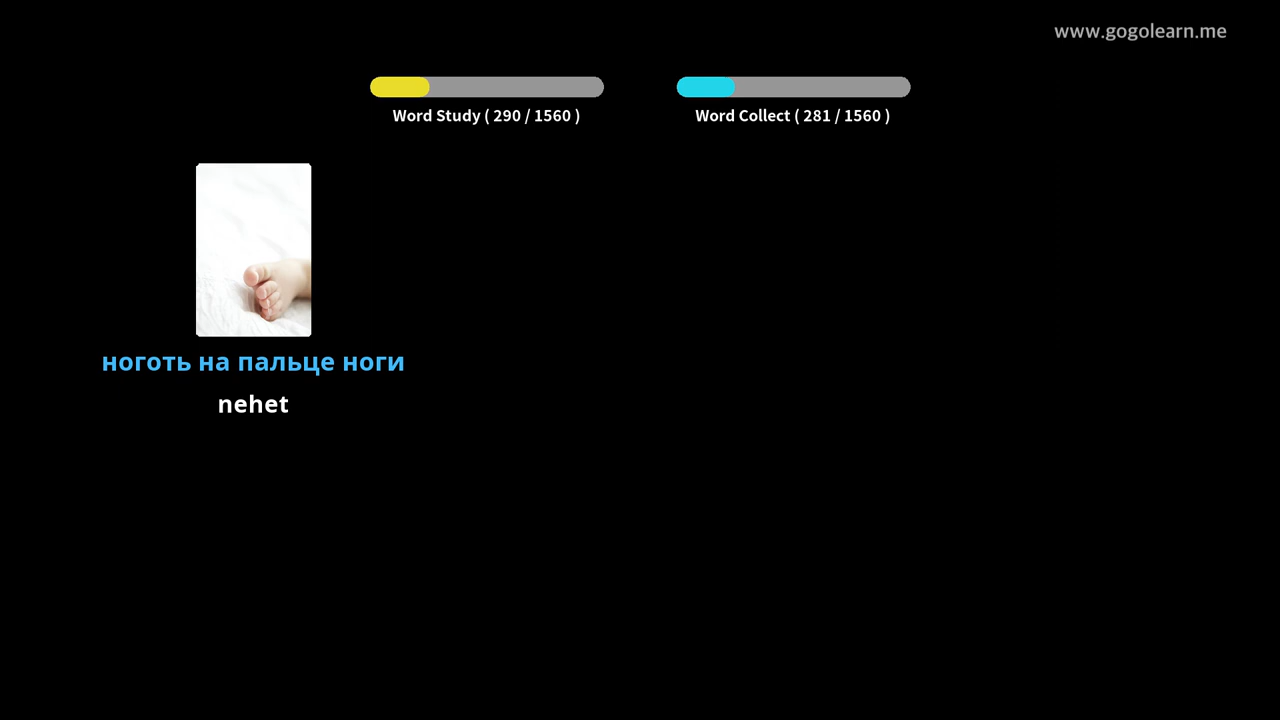 www.gogolearn.me
Word Study ( 290 / 1560 )
Word Collect ( 281 / 1560 )
ноготь на пальце ноги
nehet